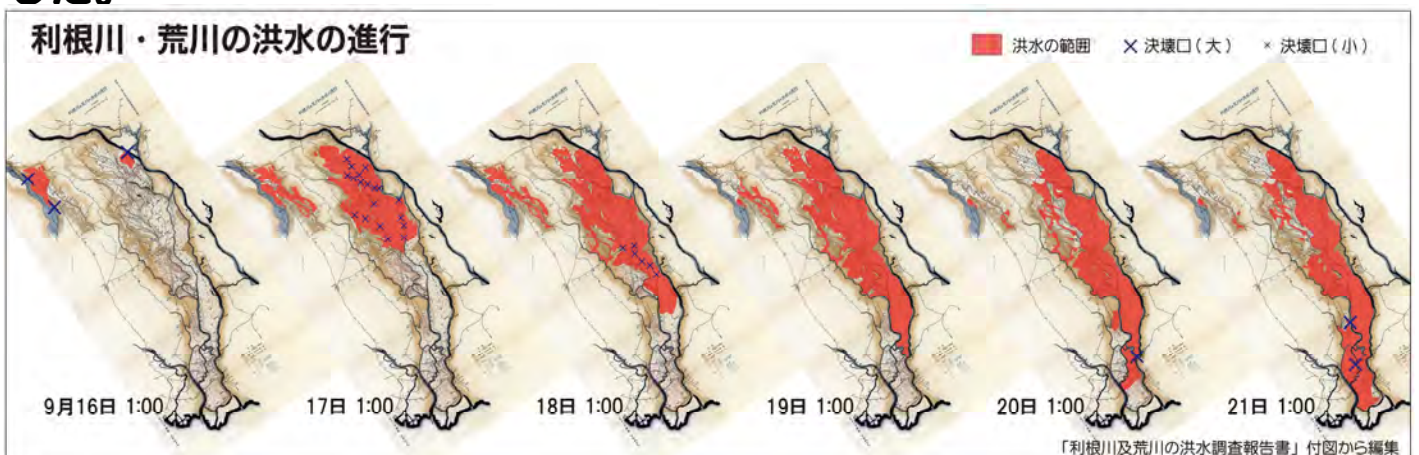 利根川・荒川の洪水の進行
洪水の範囲 × 決壊口(大) × 決壊口(小)
9月16日 1:00
17日 1:00
18日 1:00
19日 1:00
20日 1:00
21日 1:00
「利根川及荒川の洪水調査報告書」付図から編集